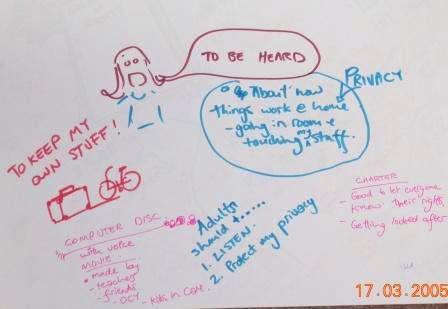 TO BE HEARD
PRIVACY
About how
things work @ home
- going in room &
touching my stuff.
TO KEEP MY
OWN STUFF!
COMPUTER DISC
with voice
MOVIE
• made by
teachers
- friends
- OCY - kids in care.
Adults
should t......
1. LISTEN.
2. Protect my privacy
CHARTER
- Good to let everyone
know their rights
- Getting looked after
17.03.2005